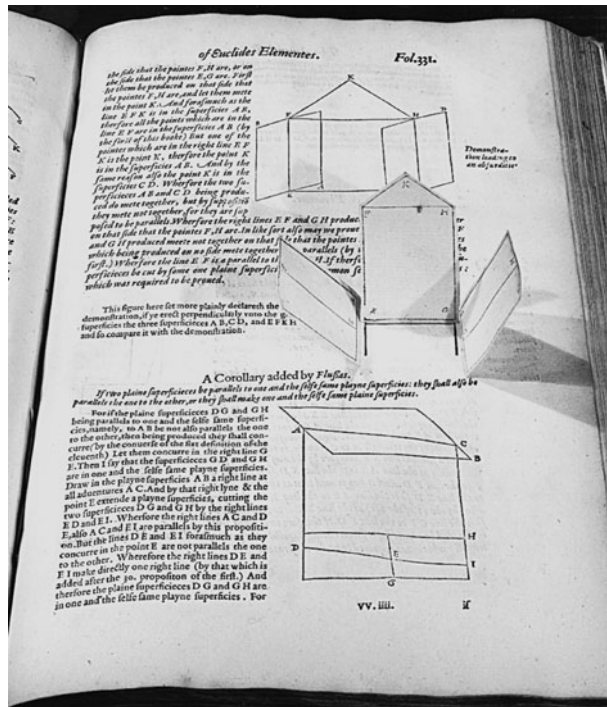 of Euclides Elementes.
Fol.331.
the ſide that the pointes F,H are, or on
the ſide that the pointes E,G are. Firſt
let them be produced on that ſide that
the pointes F,H are, and let them mete
in the point K. And foraſmuch as the
line E F K is in the ſuperficies A B,
therfore all the pointes which are in the
line E F are in the ſuperficies A B (by
the firſt of this booke) But one of the
pointes which are in the right line E F
K is the point K, therfore the point K
is in the ſuperficies A B. And by the
ſame reaſon alſo the point K is in the
ſuperficies C D. Wherfore the two ſu-
perficieces A B and C D being produ-
ced do mete together, but by ſuppoſitiō
they mete not together, for they are ſup
poſed to be parallels. Wherfore the right lines E F and G H produc
on that ſide that the pointes F,H are. In like ſort alſo may we prove
and G H produced meete not together on that ſide that the pointes
which being produced on no ſide mete together parallels (by
firſt.) Wherfore the line E F is a parallel to If therfo
perficieces be cut by ſome one plaine ſuperfici mon ſe
which was required to be proued.
Demonſtra-
tion leading to
an abſurditie
K
F
H
K
E
G
This figure here ſet more plainly declareth the
demonſtration, if ye erect perpendicularly vnto the g
ſuperficies the three ſuperficieces A B, C D, and E F K H
and ſo compare it with the demonſtration.
A Corollary added by Fluſſas.
If two plaine ſuperficieces be parallels to one and the ſelfe ſame playne ſuperficies: they ſhall alſo be
parallels the one to the other, or they ſhall make one and the ſelfe ſame plaine ſuperficies.
For if the plaine ſuperficieces D G and G H
being parallels to one and the ſelfe ſame ſuperfi-
cies, namely, to A B be not alſo parallels the one
to the other, then being produced they ſhall con-
curre (by the conuerſe of the ſixt definition of the
eleuenth) Let them concurre in the right line G
E. Then I ſay that the ſuperficieces G D and G H
are in one and the ſelfe ſame playne ſuperficies.
Draw in the playne ſuperficies A B a right line at
all aduentures A C. And by that right lyne & the
point E extende a playne ſuperficies, cutting the
two ſuperficieces D G and G H by the right lines
E D and E I. Wherfore the right lines A C and D
E, alſo A C and E I, are parallels by this propoſiti-
on. But the lines D E and E I foraſmuch as they
concurre in the point E are not parallels the one
to the other. Wherefore the right lines D E and
E I make directly one right line (by that which is
added after the 30. propoſiton of the firſt.) And
therfore the plaine ſuperficieces D G and G H are
in one and the ſelfe ſame playne ſuperficies. For
A
C
B
D
H
E
I
G
VV. iiii.
if